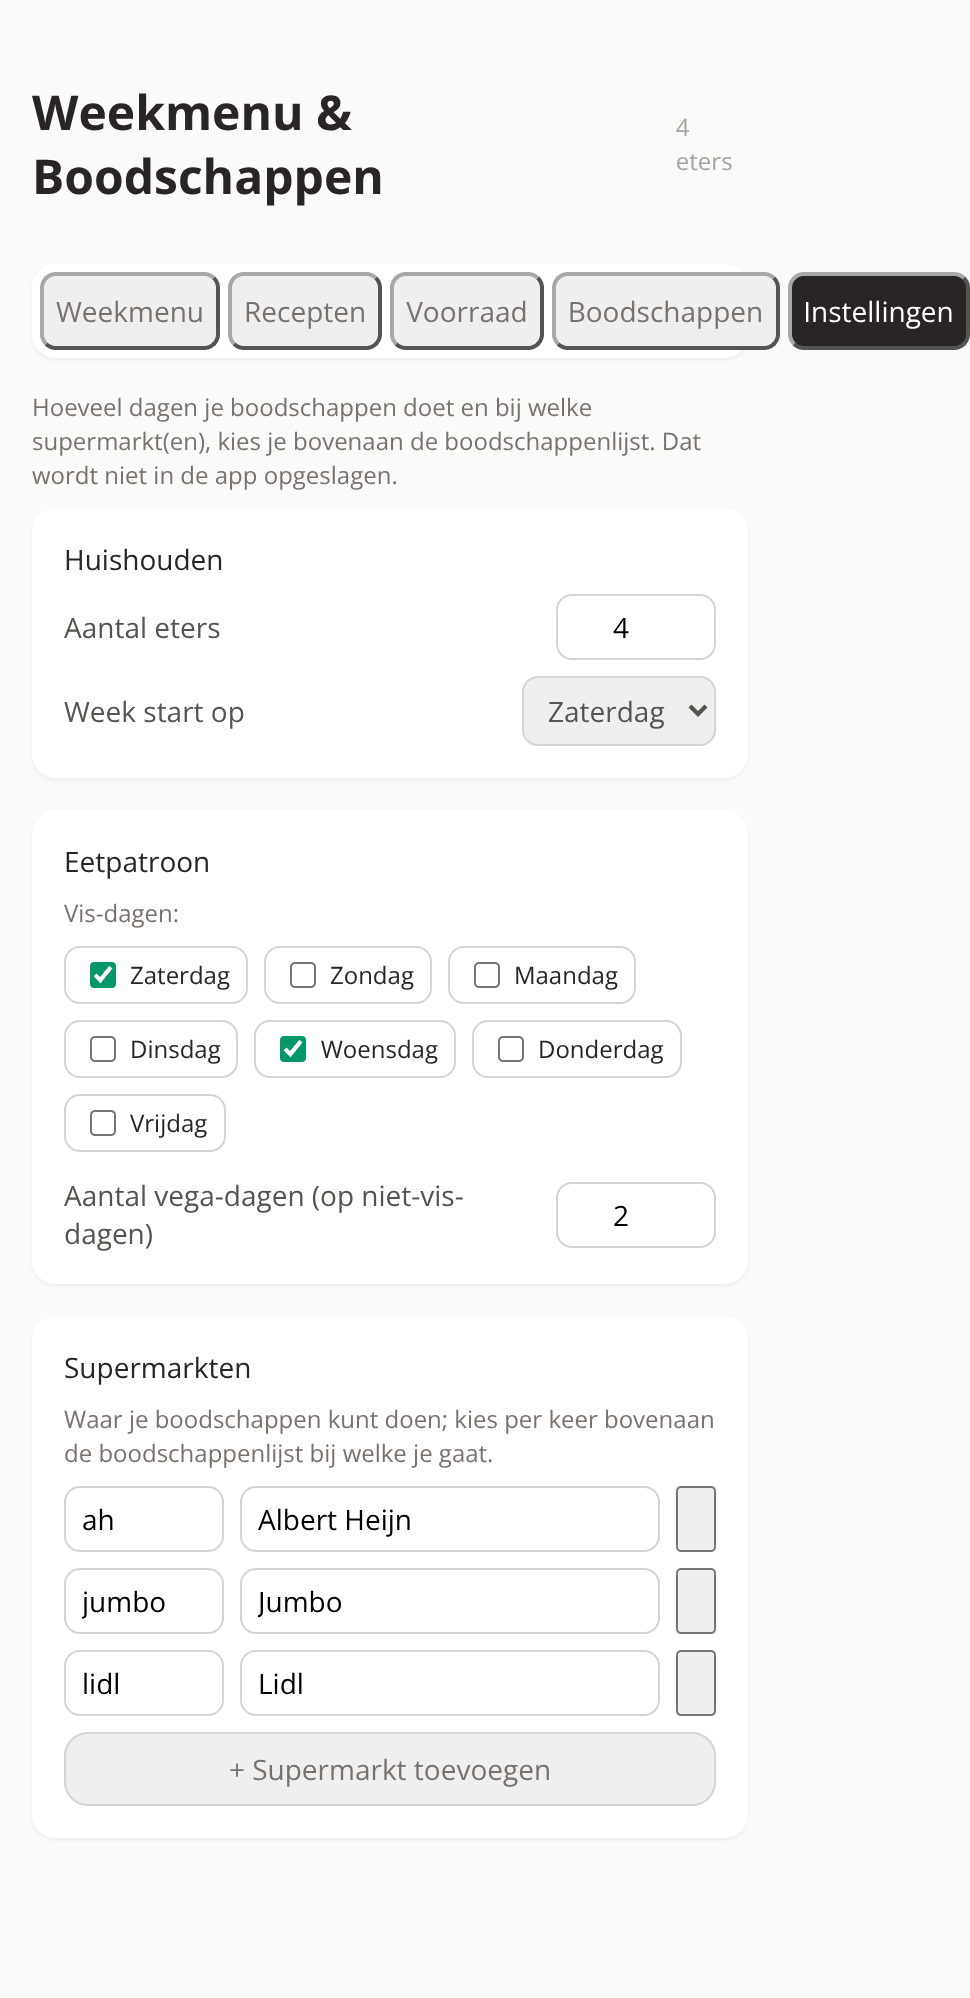 Weekmenu &
Boodschappen
4
eters
Weekmenu Recepten Voorraad Boodschappen Instellingen
Hoeveel dagen je boodschappen doet en bij welke
supermarkt(en), kies je bovenaan de boodschappenlijst. Dat
wordt niet in de app opgeslagen.
Huishouden
Aantal eters 4
Week start op Zaterdag
Eetpatroon
Vis-dagen:
Zaterdag Zondag Maandag
Dinsdag Woensdag Donderdag
Vrijdag
Aantal vega-dagen (op niet-vis-
dagen) 2
Supermarkten
Waar je boodschappen kunt doen; kies per keer bovenaan
de boodschappenlijst bij welke je gaat.
ah Albert Heijn
jumbo Jumbo
lidl Lidl
+ Supermarkt toevoegen